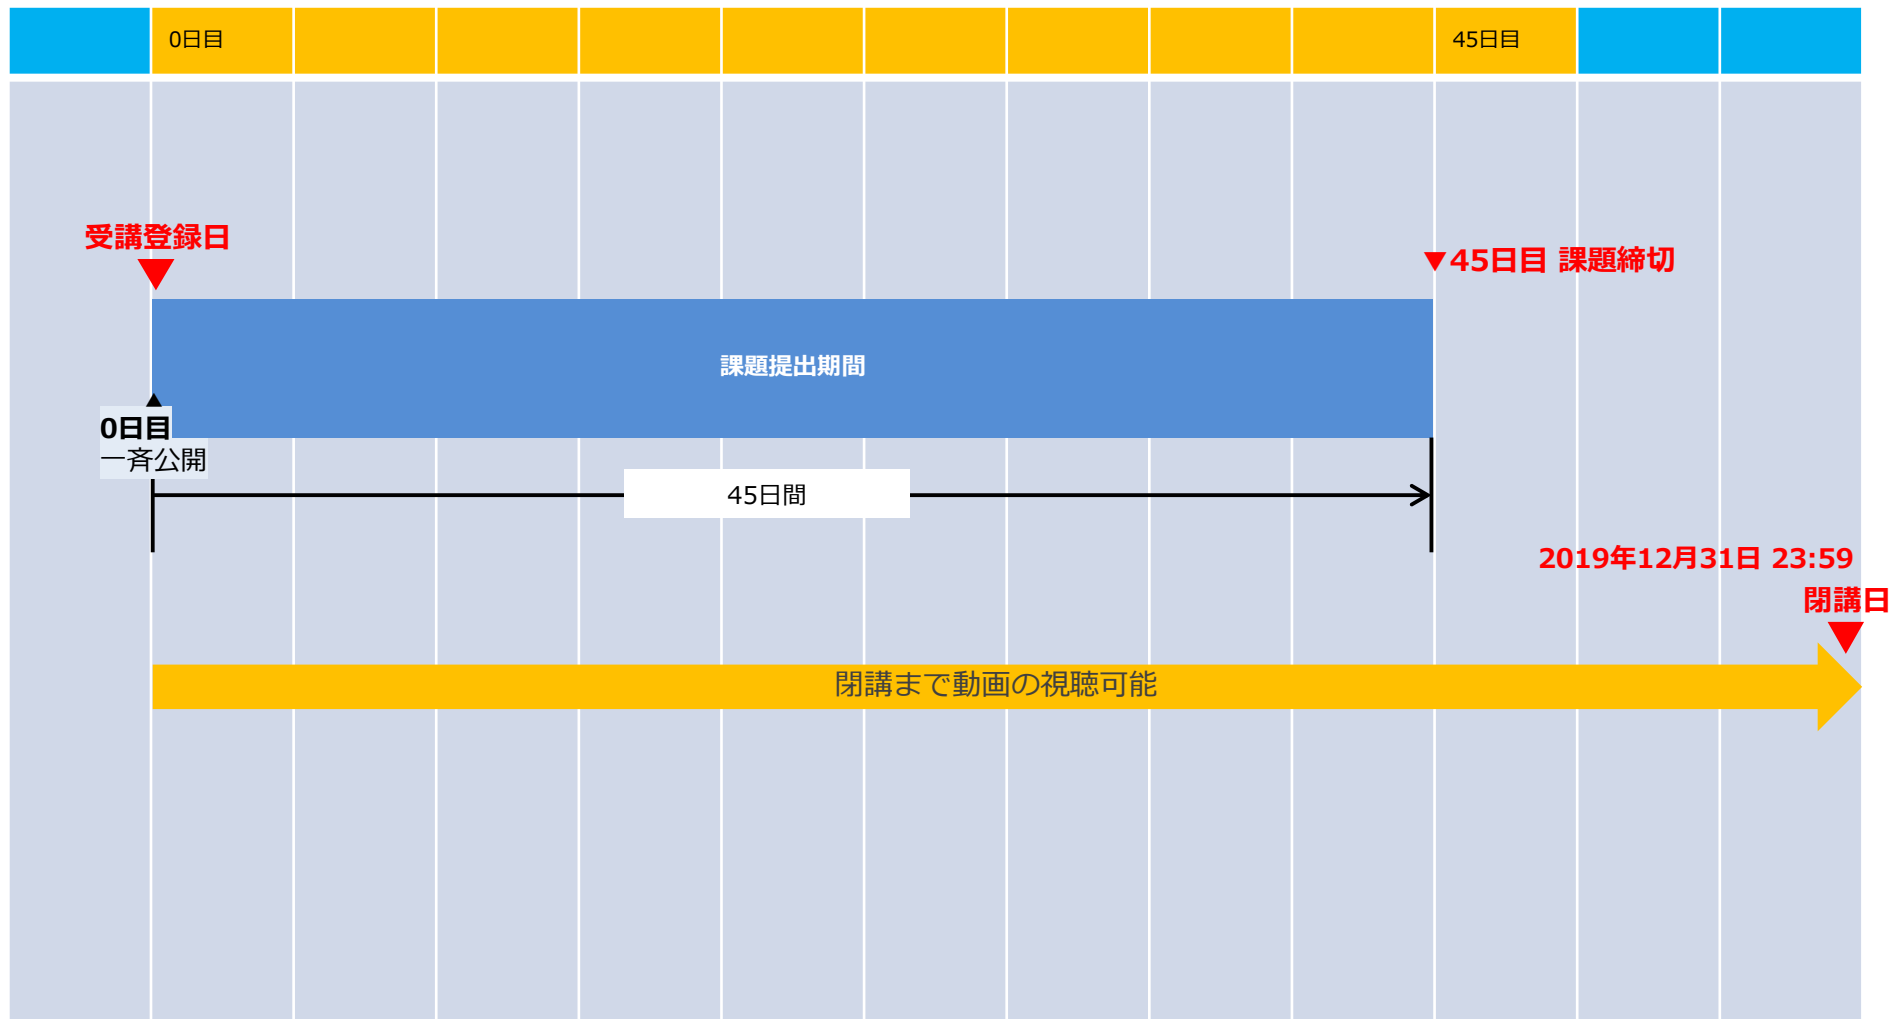 0日目
45日目
受講登録日
45日目 課題締切
課題提出期間
0日目
一斉公開
45日間
2019年12月31日 23:59
閉講日
閉講まで動画の視聴可能